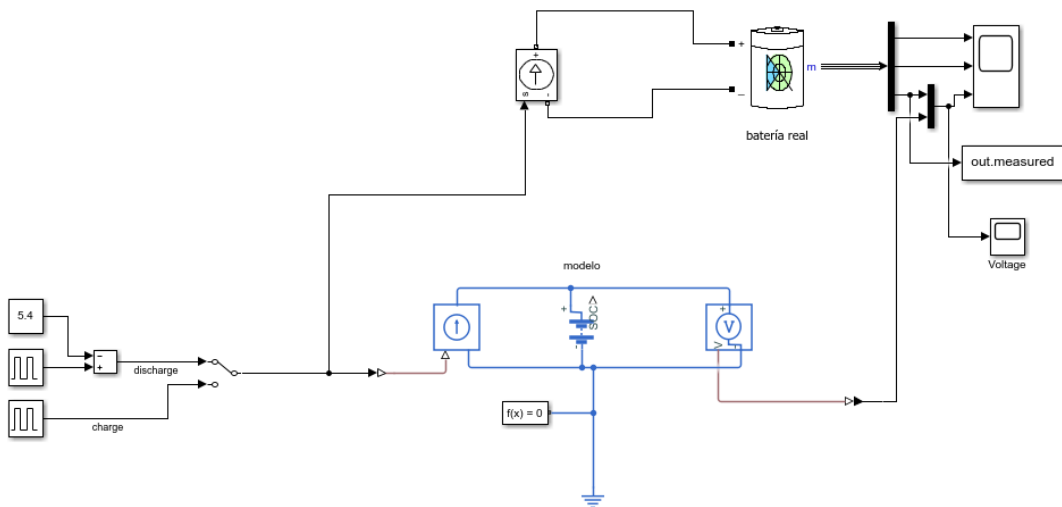 +
s
-
+
_
m
batería real
out.measured
Voltage
modelo
5.4
-
+
discharge
charge
+
-
SOC>
+
V
V
f(x) = 0